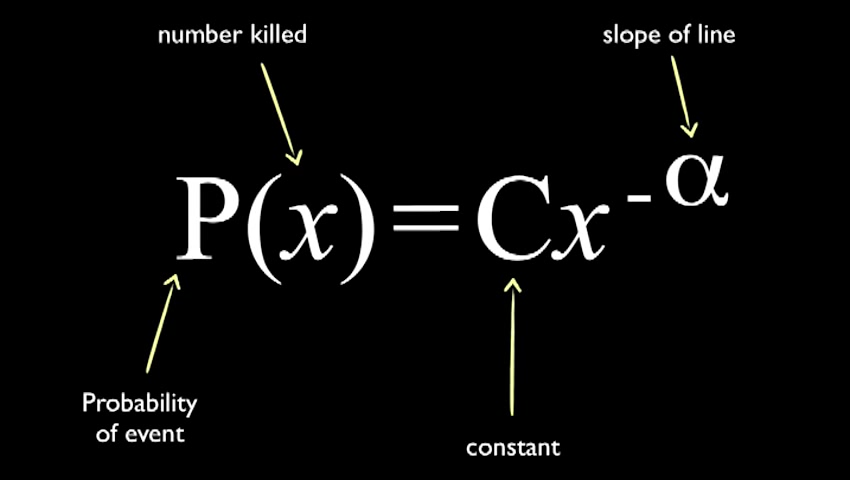 number killed
slope of line
P(x)=Cx^-α
Probability
of event
constant